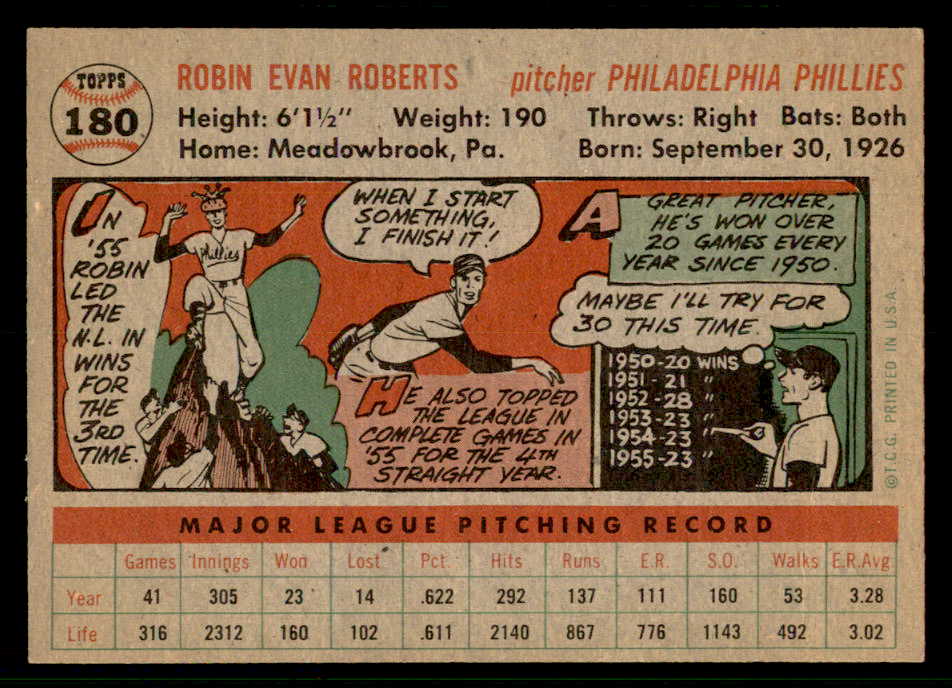 TOPPS
180
ROBIN EVAN ROBERTS pitcher PHILADELPHIA PHILLIES
Height: 6'1½" Weight: 190 Throws: Right Bats: Both
Home: Meadowbrook, Pa. Born: September 30, 1926
IN
'55
ROBIN
LED
THE
N.L. IN
WINS
FOR
THE
3RD
TIME.
Phillies
WHEN I START
SOMETHING,
I FINISH IT!
HE ALSO TOPPED
THE LEAGUE IN
COMPLETE GAMES IN
'55 FOR THE 4TH
STRAIGHT YEAR.
A GREAT PITCHER,
HE'S WON OVER
20 GAMES EVERY
YEAR SINCE 1950.
MAYBE I'LL TRY FOR
30 THIS TIME.
1950-20 WINS
1951-21 "
1952-28 "
1953-23 "
1954-23 "
1955-23 "
©T.C.G. PRINTED IN U.S.A.
MAJOR LEAGUE PITCHING RECORD
Games Innings Won Lost Pct. Hits Runs E.R. S.O. Walks E.R.Avg
Year 41 305 23 14 .622 292 137 111 160 53 3.28
Life 316 2312 160 102 .611 2140 867 776 1143 492 3.02